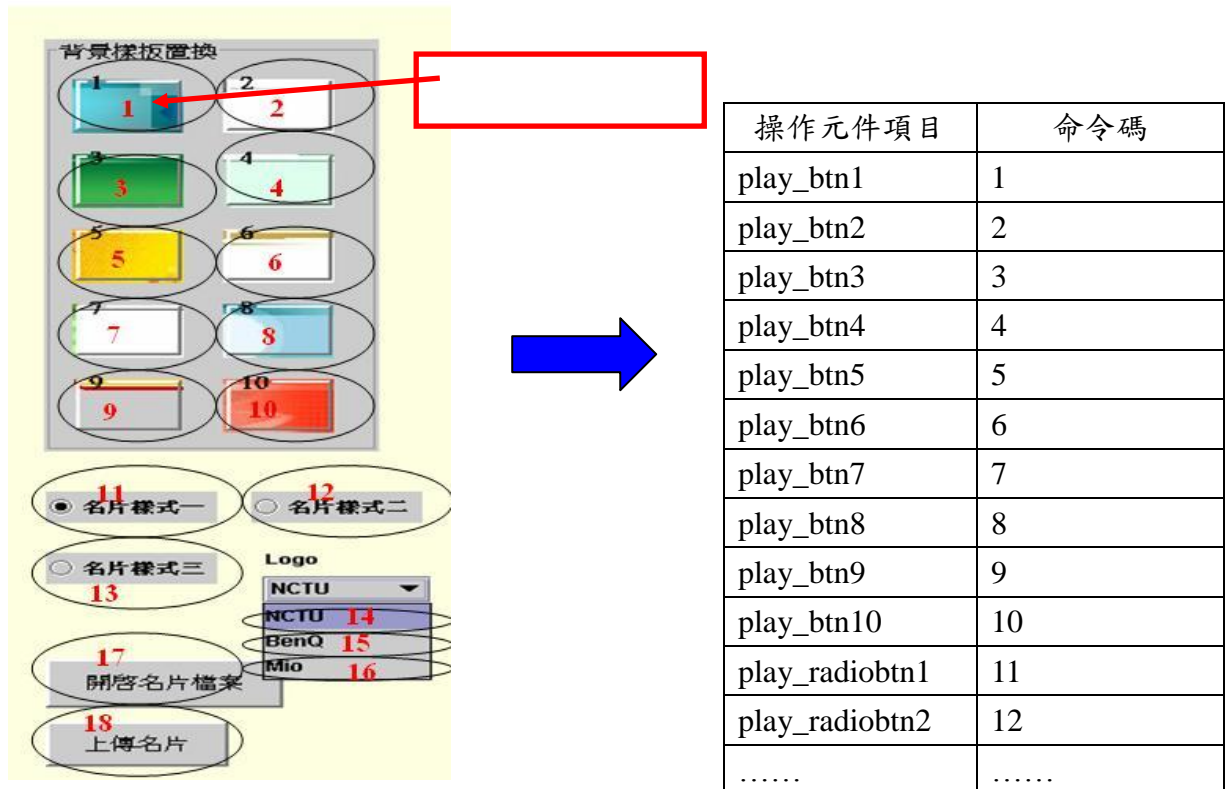 背景樣板置換
1 2
1 2
3 4
3 4
5 6
5 6
7 8
7 8
9 10
9 10
11 12
名片樣式一 名片樣式二
名片樣式三 Logo
13
NCTU
NCTU 14
BenQ 15
Mio 16
17
開啓名片檔案
18
上傳名片
操作元件項目 命令碼
play_btn1 1
play_btn2 2
play_btn3 3
play_btn4 4
play_btn5 5
play_btn6 6
play_btn7 7
play_btn8 8
play_btn9 9
play_btn10 10
play_radiobtn1 11
play_radiobtn2 12
…… ……